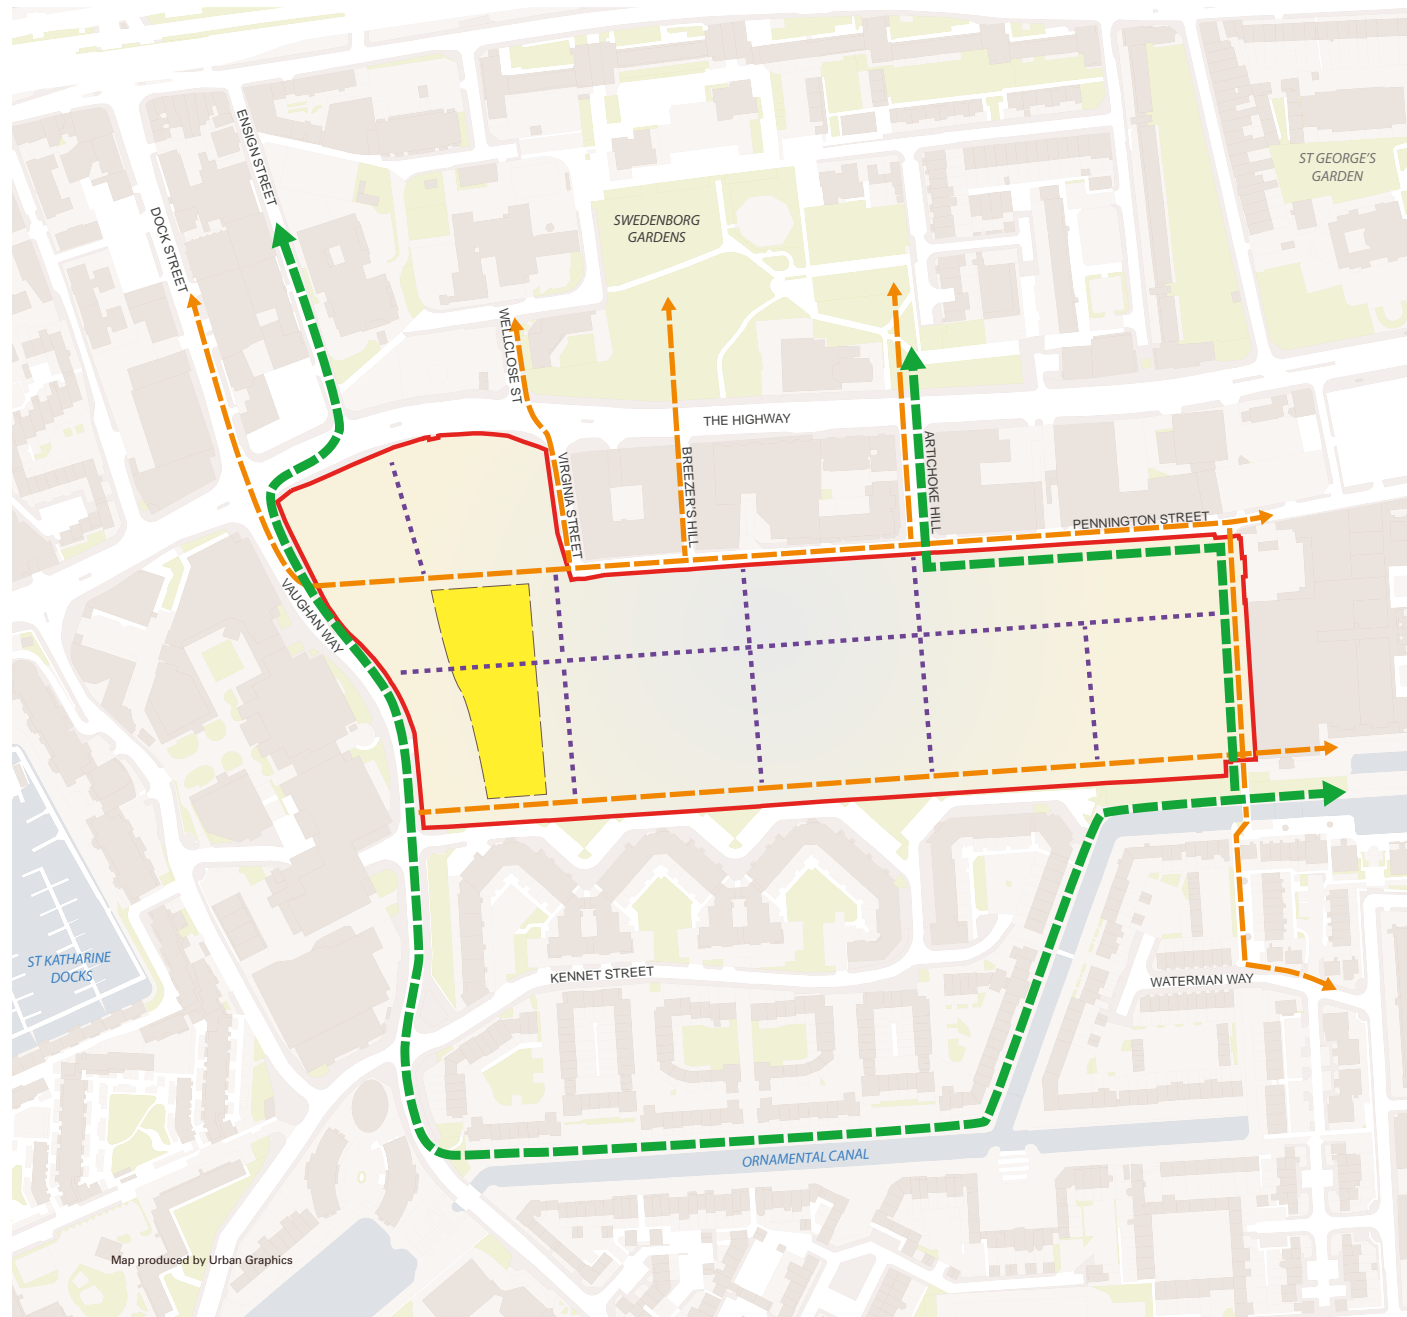 ENSIGN STREET
DOCK STREET
ST GEORGE'S
GARDEN
SWEDENBORG
GARDENS
WELLCLOSE ST
THE HIGHWAY
VIRGINIA STREET
BREEZER'S HILL
ARTICHOKE HILL
PENNINGTON STREET
VAUGHAN WAY
ST KATHARINE
DOCKS
KENNET STREET
WATERMAN WAY
ORNAMENTAL CANAL
Map produced by Urban Graphics